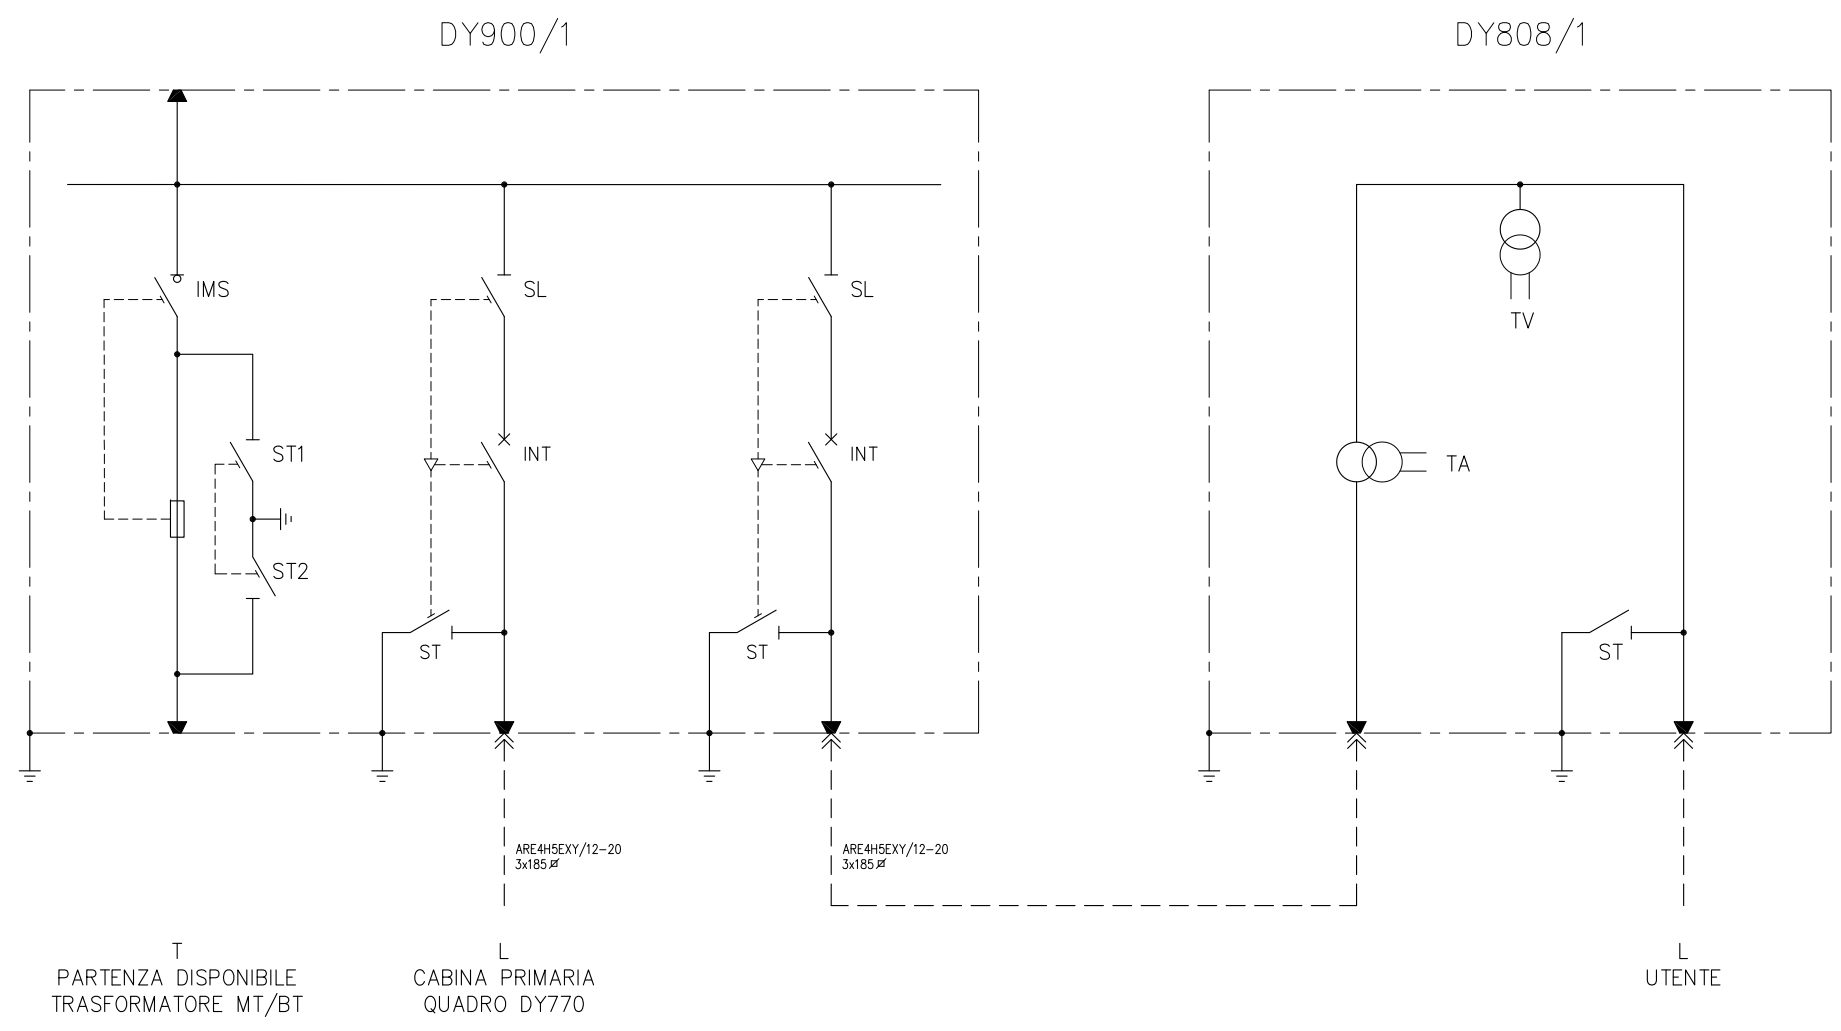 DY900/1
DY808/1
IMS
SL
SL
TV
ST1
INT
INT
TA
ST2
ST
ST
ST
ARE4H5EXY/12-20
3x185
ARE4H5EXY/12-20
3x185
T
PARTENZA DISPONIBILE
TRASFORMATORE MT/BT
L
CABINA PRIMARIA
QUADRO DY770
L
UTENTE